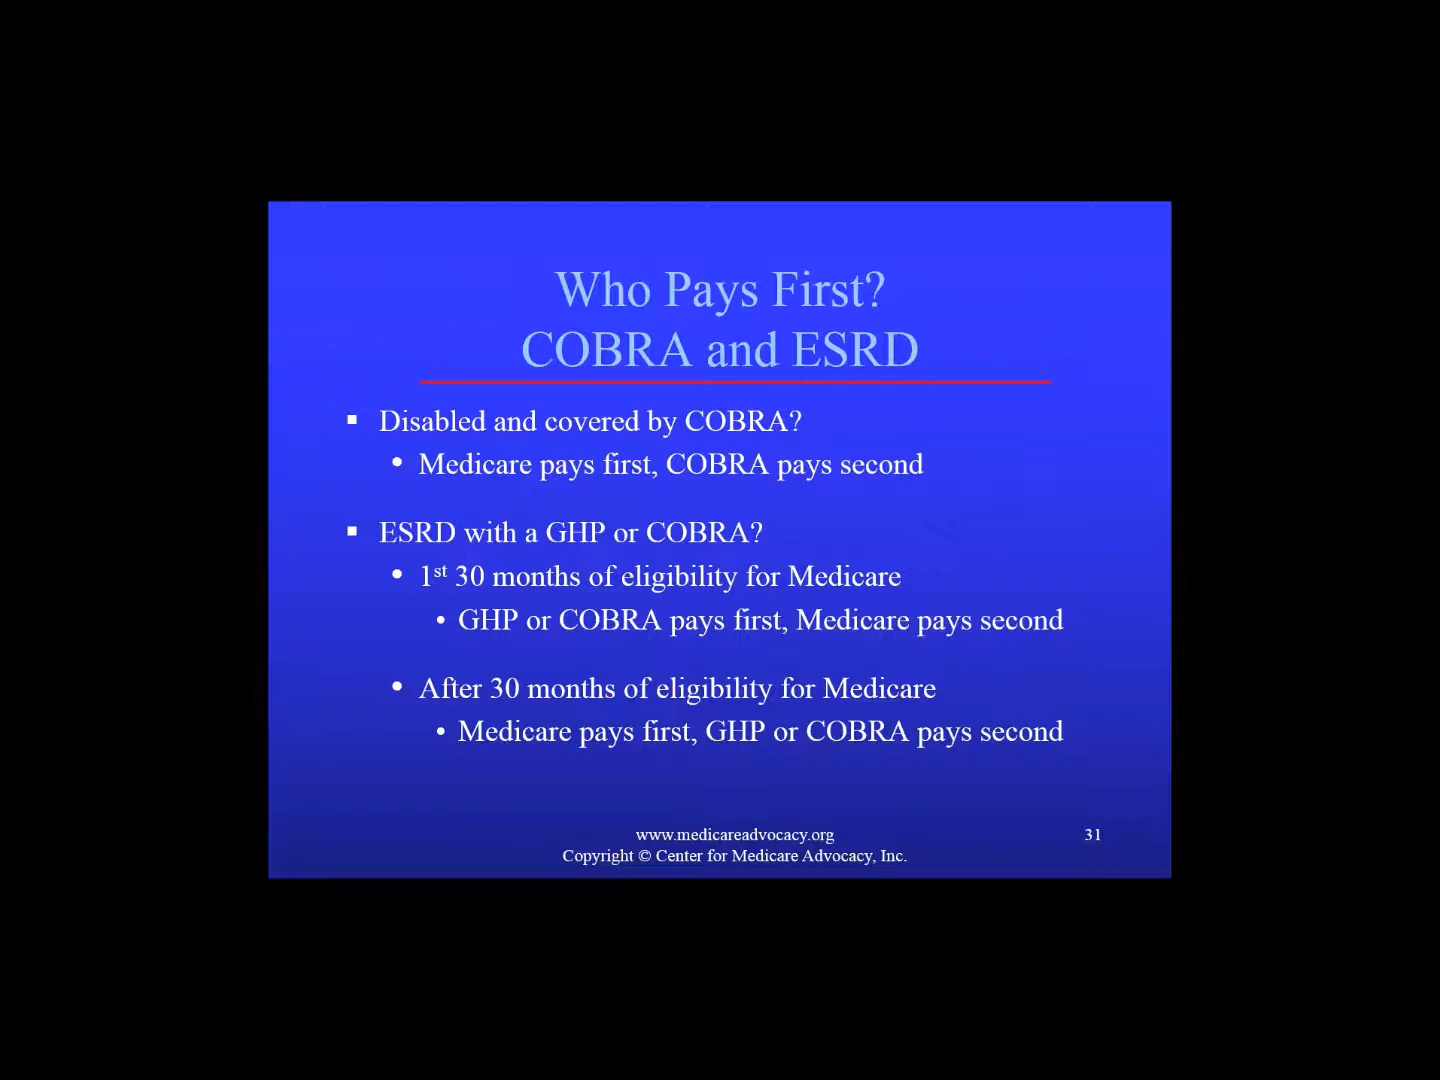 Who Pays First?
COBRA and ESRD
▪ Disabled and covered by COBRA?
• Medicare pays first, COBRA pays second
▪ ESRD with a GHP or COBRA?
• 1st 30 months of eligibility for Medicare
• GHP or COBRA pays first, Medicare pays second
• After 30 months of eligibility for Medicare
• Medicare pays first, GHP or COBRA pays second
www.medicareadvocacy.org 31
Copyright © Center for Medicare Advocacy, Inc.